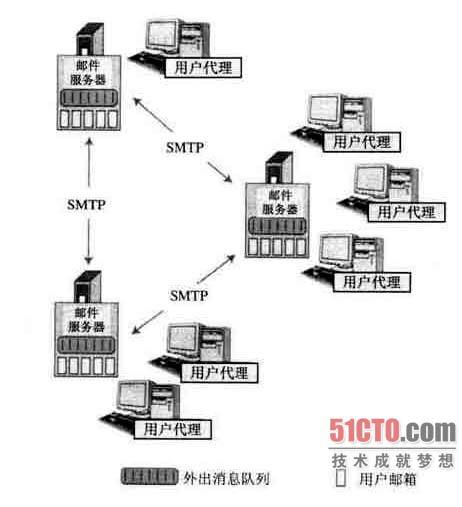 邮件
服务器
用户代理
SMTP
用户代理
SMTP
邮件
服务器
用户代理
用户代理
SMTP
邮件
服务器
用户代理
用户代理
51CTO.com
技术成就梦想
外出消息队列
用户邮箱